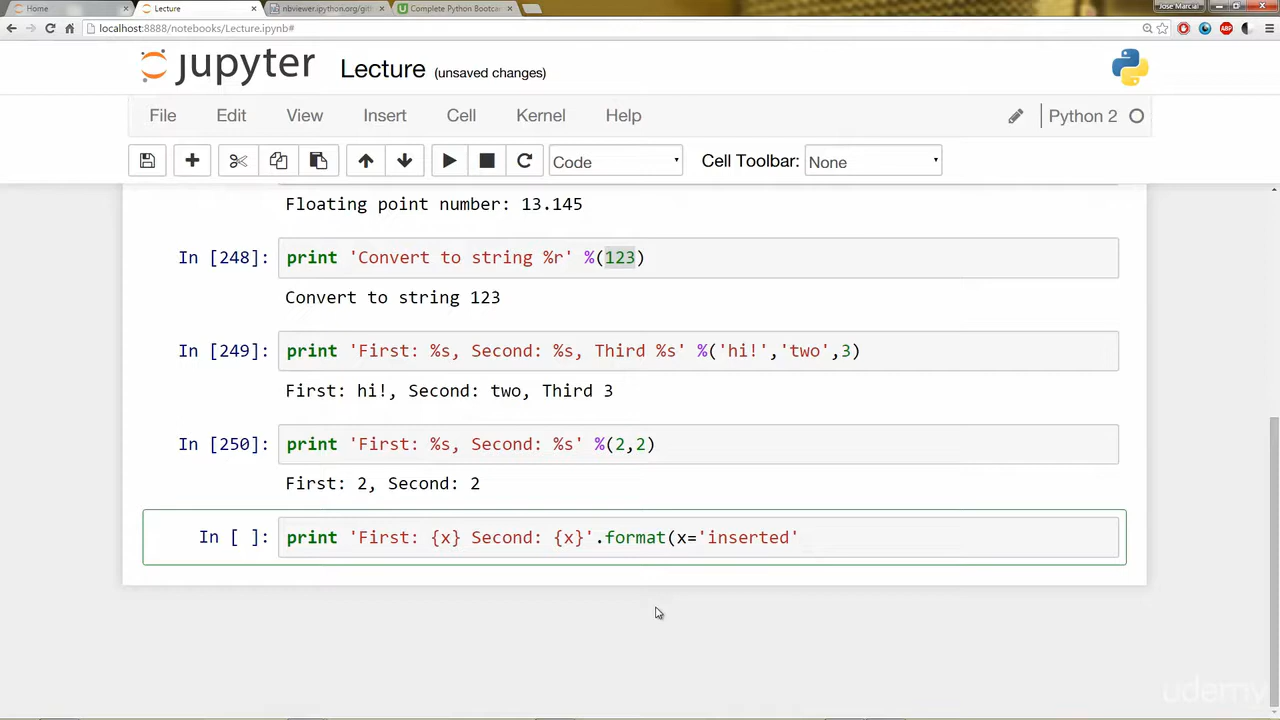 Home
Lecture
nbviewer.ipython.org/gith
Complete Python Bootcam
Jose Marcial
localhost:8888/notebooks/Lecture.ipynb#
ABP
jupyter Lecture (unsaved changes)
File Edit View Insert Cell Kernel Help Python 2
Code Cell Toolbar: None
Floating point number: 13.145
In [248]: print 'Convert to string %r' %(123)
Convert to string 123
In [249]: print 'First: %s, Second: %s, Third %s' %('hi!','two',3)
First: hi!, Second: two, Third 3
In [250]: print 'First: %s, Second: %s' %(2,2)
First: 2, Second: 2
In [ ]: print 'First: {x} Second: {x}'.format(x='inserted'
udemy